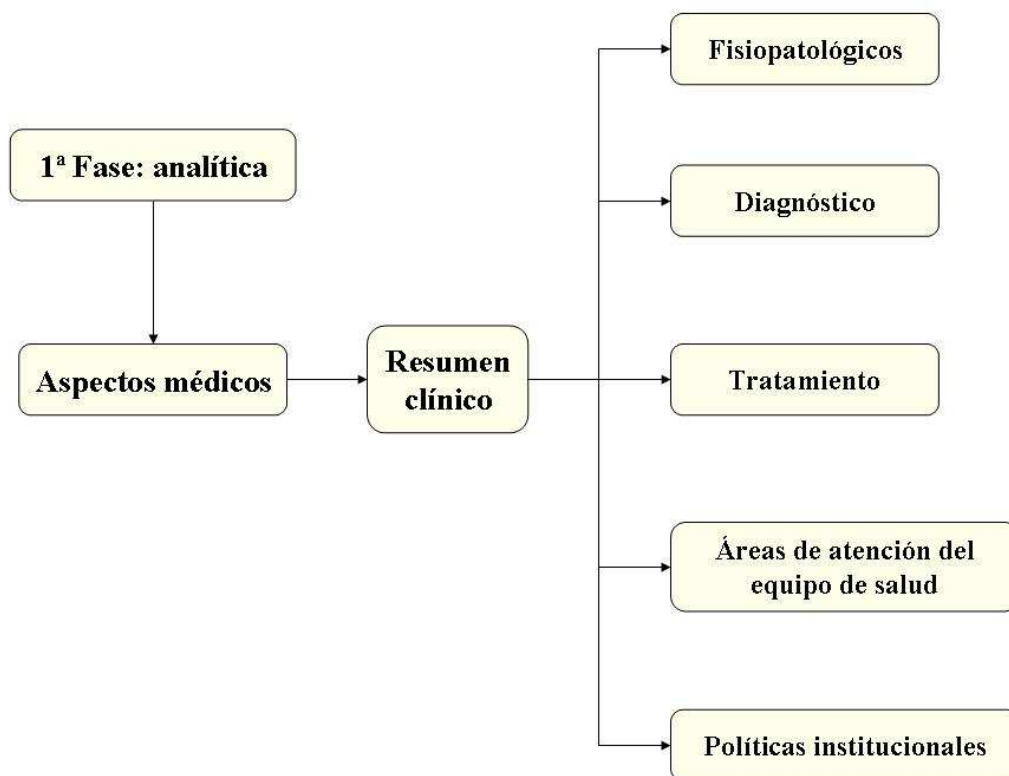 1ª Fase: analítica
Aspectos médicos
Resumen
clínico
Fisiopatológicos
Diagnóstico
Tratamiento
Áreas de atención del
equipo de salud
Políticas institucionales